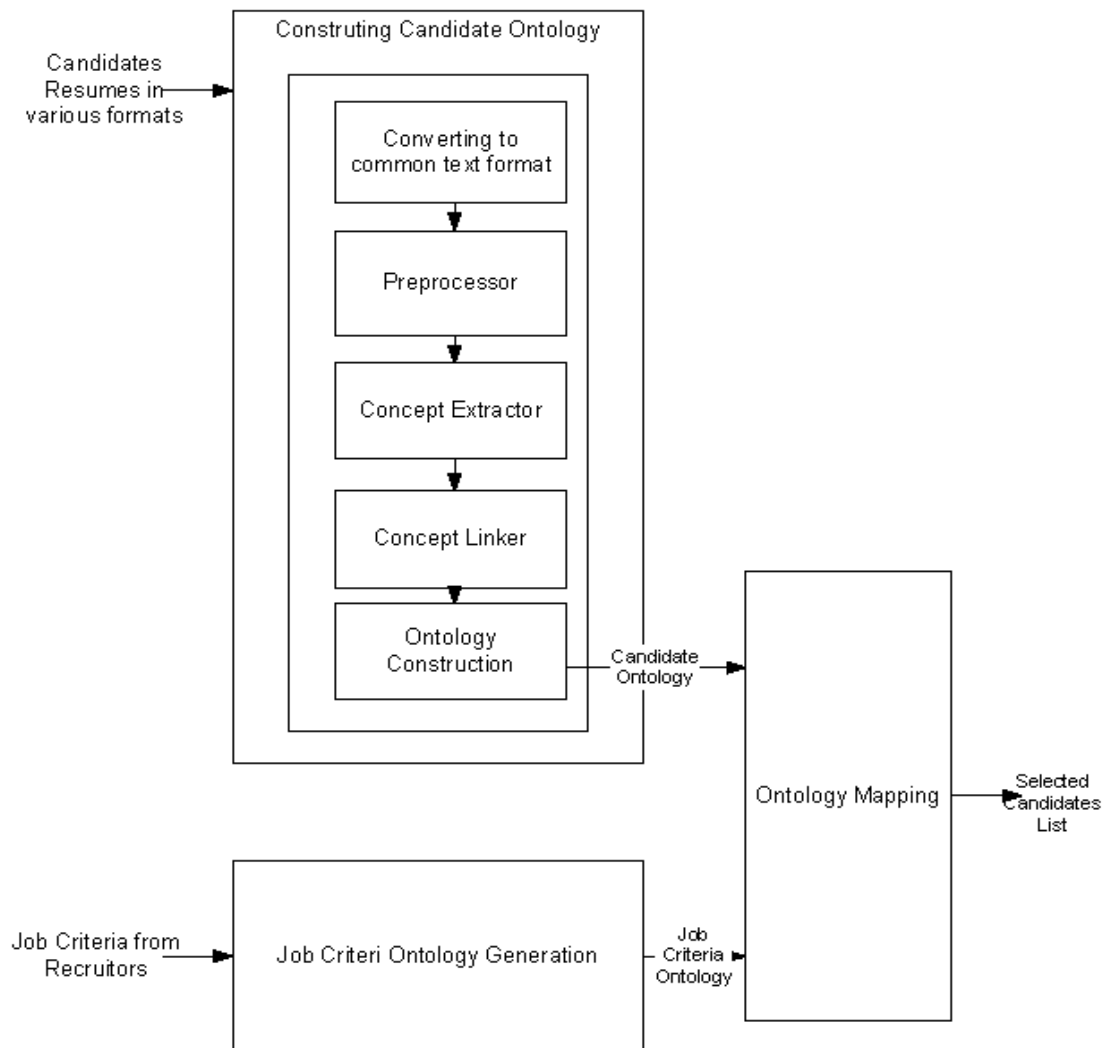 Construting Candidate Ontology
Candidates
Resumes in
various formats
Converting to
common text format
Preprocessor
Concept Extractor
Concept Linker
Ontology
Construction
Candidate
Ontology
Ontology Mapping
Selected
Candidates
List
Job Criteria from
Recruitors
Job Criteri Ontology Generation
Job
Criteria
Ontology